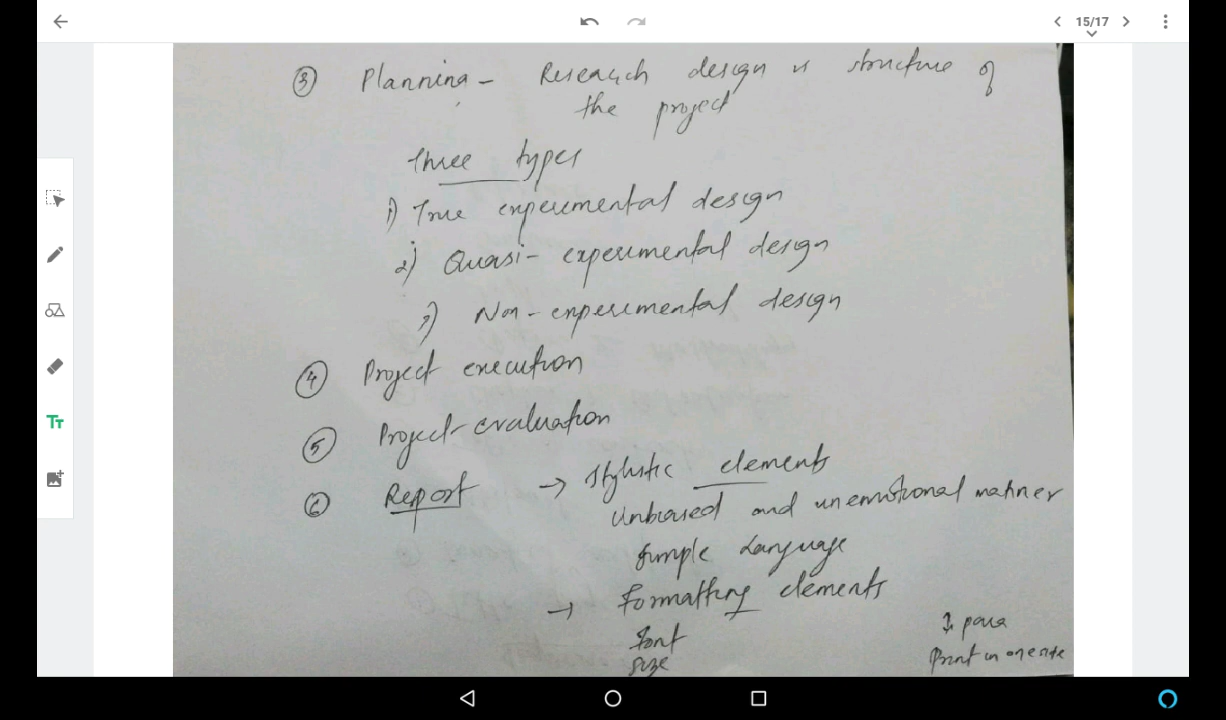 15/17
③ Planning - Research design is structure of
the project
Three types
1) True experimental design
2) Quasi-experimental design
3) Non-experimental design
④ Project execution
⑤ Project evaluation
⑥ Report → Stylistic elements
Unbiased and unemotional manner
Simple Language
→ Formatting elements
Font
Size
para
Print in one side
TT